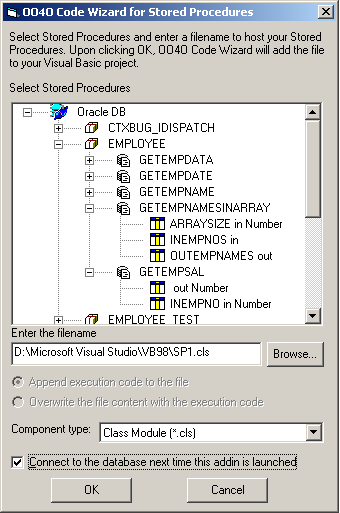 OO4O Code Wizard for Stored Procedures
Select Stored Procedures and enter a filename to host your Stored
Procedures. Upon clicking OK, OO4O Code Wizard will add the file
to your Visual Basic project.
Select Stored Procedures
Oracle DB
CTXBUG_IDISPATCH
EMPLOYEE
GETEMPDATA
GETEMPDATE
GETEMPNAME
GETEMPNAMESINARRAY
ARRAYSIZE in Number
INEMPNOS in
OUTEMPNAMES out
GETEMPSAL
out Number
INEMPNO in Number
EMPLOYEE_TEST
Enter the filename
D:\Microsoft Visual Studio\VB98\SP1.cls
Browse...
Append execution code to the file
Overwrite the file content with the execution code
Component type:
Class Module (*.cls)
Connect to the database next time this addin is launched
OK
Cancel